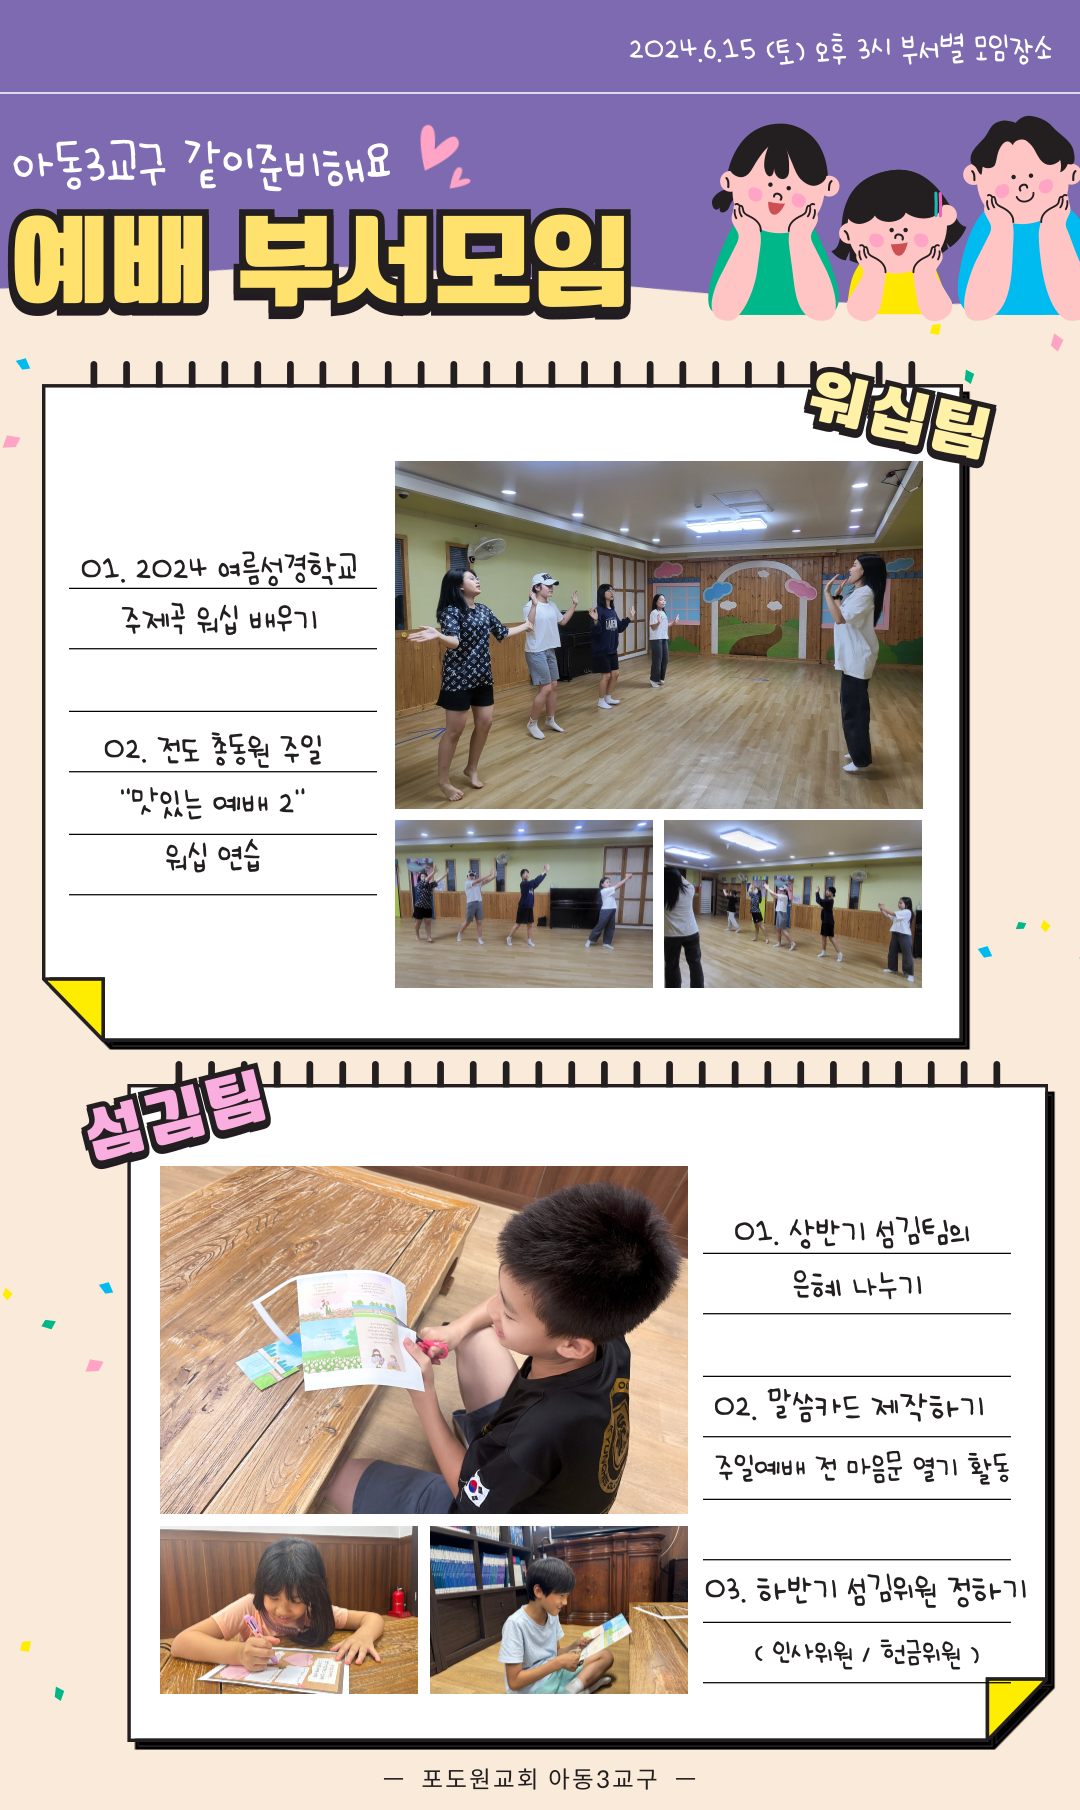 2024.6.15 (토) 오후 3시 부서별 모임장소
아동3교구 같이준비해요
예배 부서모임
워십팀
01. 2024 여름성경학교
주제곡 워십 배우기
02. 전도 총동원 주일
"맛있는 예배 2"
워십 연습
섬김팀
01. 상반기 섬김팀의
은혜 나누기
02. 말씀카드 제작하기
주일예배 전 마음문 열기 활동
03. 하반기 섬김위원 정하기
( 인사위원 / 헌금위원 )
— 포도원교회 아동3교구 —